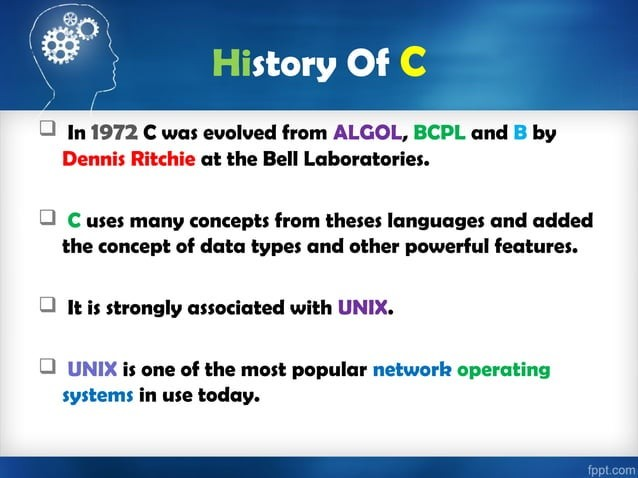 History Of C
In 1972 C was evolved from ALGOL, BCPL and B by
Dennis Ritchie at the Bell Laboratories.
C uses many concepts from theses languages and added
the concept of data types and other powerful features.
It is strongly associated with UNIX.
UNIX is one of the most popular network operating
systems in use today.
fppt.com